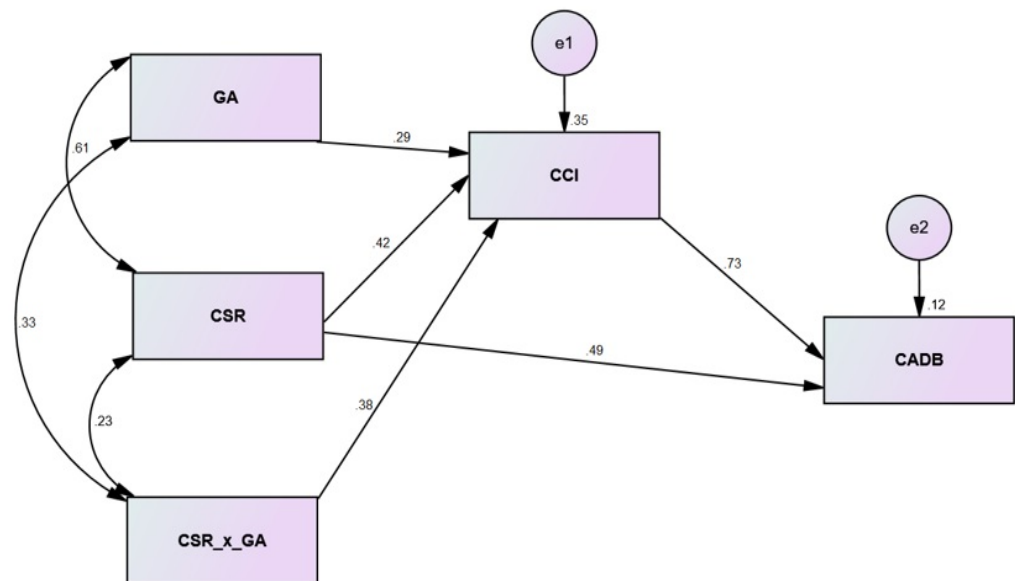 e1
GA
.35
.29
CCI
.61
e2
.42
.73
CSR
.12
.33
.49
CADB
.38
.23
CSR_x_GA